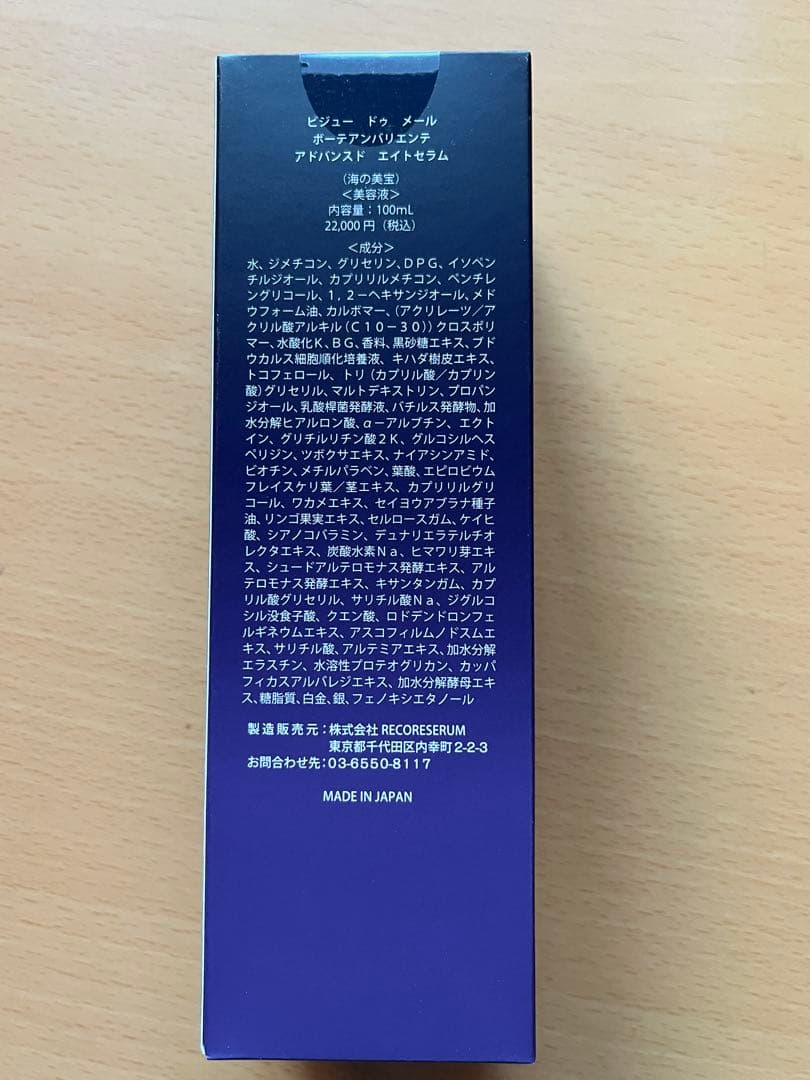 ビジュー ドゥ メール
ボーテアンバリエンテ
アドバンスド エイトセラム
（海の美宝）
＜美容液＞
内容量：100mL
22,000円（税込）
＜成分＞
水、ジメチコン、グリセリン、ＤＰＧ、イソペン
チルジオール、カプリリルメチコン、ペンチレ
ングリコール、１，２－ヘキサンジオール、メド
ウフォーム油、カルボマー、（アクリレーツ／ア
クリル酸アルキル（Ｃ１０－３０））クロスポリ
マー、水酸化Ｋ、ＢＧ、香料、黒砂糖エキス、ブド
ウカルス細胞順化培養液、キハダ樹皮エキス、
トコフェロール、トリ（カプリル酸／カプリン
酸）グリセリル、マルトデキストリン、プロパン
ジオール、乳酸桿菌発酵液、バチルス発酵物、加
水分解ヒアルロン酸、α－アルブチン、エクト
イン、グリチルリチン酸２Ｋ、グルコシルヘス
ペリジン、ツボクサエキス、ナイアシンアミド、
ビオチン、メチルパラベン、葉酸、エピロビウム
フレイスケリ葉／茎エキス、カプリリルグリ
コール、ワカメエキス、セイヨウアブラナ種子
油、リンゴ果実エキス、セルロースガム、ケイヒ
酸、シアノコバラミン、デュナリエラテルチオ
レクタエキス、炭酸水素Ｎａ、ヒマワリ芽エキ
ス、シュードアルテロモナス発酵エキス、アル
テロモナス発酵エキス、キサンタンガム、カプ
リル酸グリセリル、サリチル酸Ｎａ、ジグルコ
シル没食子酸、クエン酸、ロドデンドロンフェ
ルギネウムエキス、アスコフィルムノドスムエ
キス、サリチル酸、アルテミアエキス、加水分解
エラスチン、水溶性プロテオグリカン、カッパ
フィカスアルバレジエキス、加水分解酵母エキ
ス、糖脂質、白金、銀、フェノキシエタノール
製造販売元：株式会社 RECORESERUM
東京都千代田区内幸町2-2-3
お問合わせ先：03-6550-8117
MADE IN JAPAN